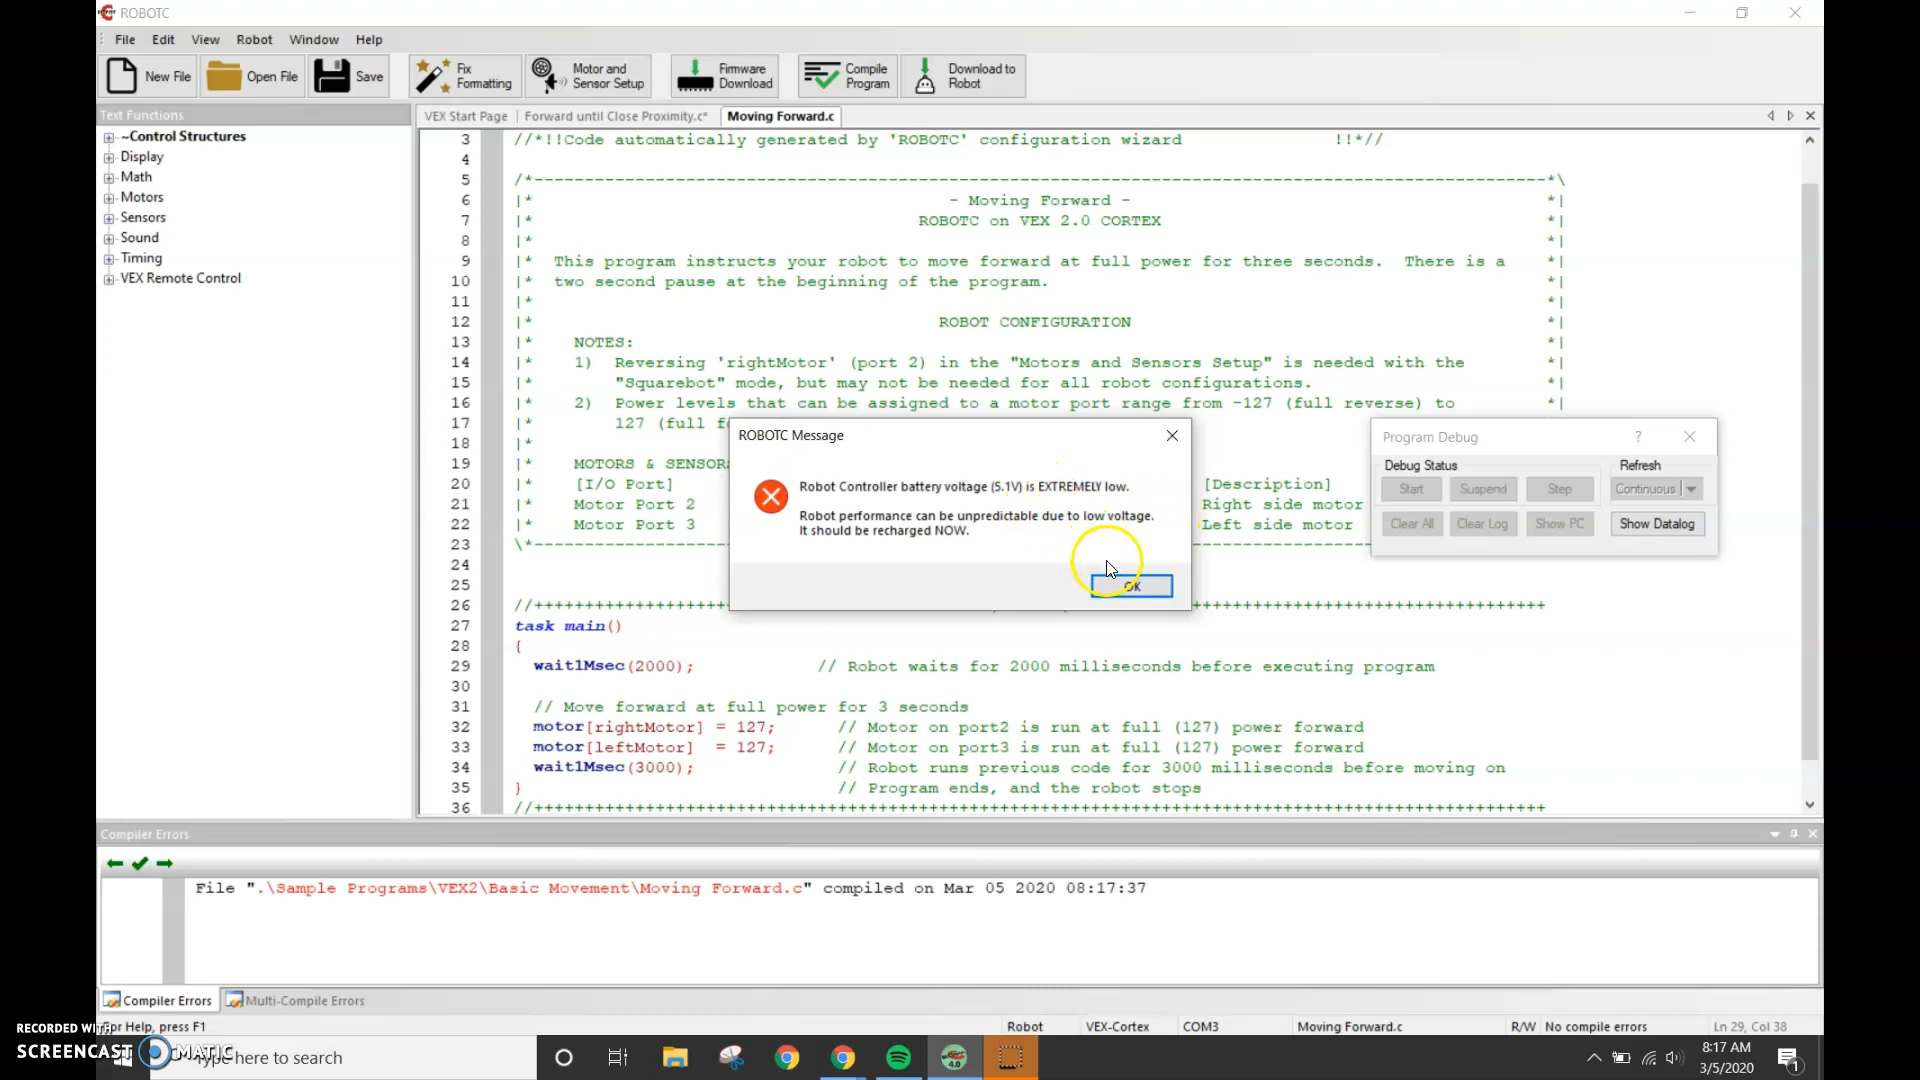 ROBOTC
File Edit View Robot Window Help
New File Open File Save Fix Formatting Motor and Sensor Setup Firmware Download Compile Program Download to Robot
Text Functions
~Control Structures
Display
Math
Motors
Sensors
Sound
Timing
VEX Remote Control
VEX Start Page Forward until Close Proximity.c* Moving Forward.c
3 //*!!Code automatically generated by 'ROBOTC' configuration wizard !!*//
4
5 /*----------------------------------------------------------------------------------------------------*\
6 |* - Moving Forward - *|
7 |* ROBOTC on VEX 2.0 CORTEX *|
8 |* *|
9 |* This program instructs your robot to move forward at full power for three seconds. There is a *|
10 |* two second pause at the beginning of the program. *|
11 |* *|
12 |* ROBOT CONFIGURATION *|
13 |* NOTES: *|
14 |* 1) Reversing 'rightMotor' (port 2) in the "Motors and Sensors Setup" is needed with the *|
15 |* "Squarebot" mode, but may not be needed for all robot configurations. *|
16 |* 2) Power levels that can be assigned to a motor port range from -127 (full reverse) to *|
17 |* 127 (full
18 |*
19 |* MOTORS & SENSORS
20 |* [I/O Port] [Description]
21 |* Motor Port 2 Right side motor
22 |* Motor Port 3 Left side motor
23 \*--------------------- ----------------
24
25
26 //+++++++++++++++++++++ +++++++++++++++++++++++++++++++++++
27 task main()
28 {
29 wait1Msec(2000); // Robot waits for 2000 milliseconds before executing program
30
31 // Move forward at full power for 3 seconds
32 motor[rightMotor] = 127; // Motor on port2 is run at full (127) power forward
33 motor[leftMotor] = 127; // Motor on port3 is run at full (127) power forward
34 wait1Msec(3000); // Robot runs previous code for 3000 milliseconds before moving on
35 } // Program ends, and the robot stops
36 //++++++++++++++++++++++++++++++++++++++++++++++++++++++++++++++++++++++++++++++++++++++++++++++++++++
ROBOTC Message
Robot Controller battery voltage (5.1V) is EXTREMELY low.
Robot performance can be unpredictable due to low voltage.
It should be recharged NOW.
OK
Program Debug ?
Debug Status Refresh
Start Suspend Step Continuous
Clear All Clear Log Show PC Show Datalog
Compiler Errors
File ".\Sample Programs\VEX2\Basic Movement\Moving Forward.c" compiled on Mar 05 2020 08:17:37
Compiler Errors Multi-Compile Errors
For Help, press F1 Robot VEX-Cortex COM3 Moving Forward.c R/W No compile errors Ln 29, Col 38
RECORDED WITH
SCREENCAST MATIC
Type here to search
4.0
8:17 AM
3/5/2020
1